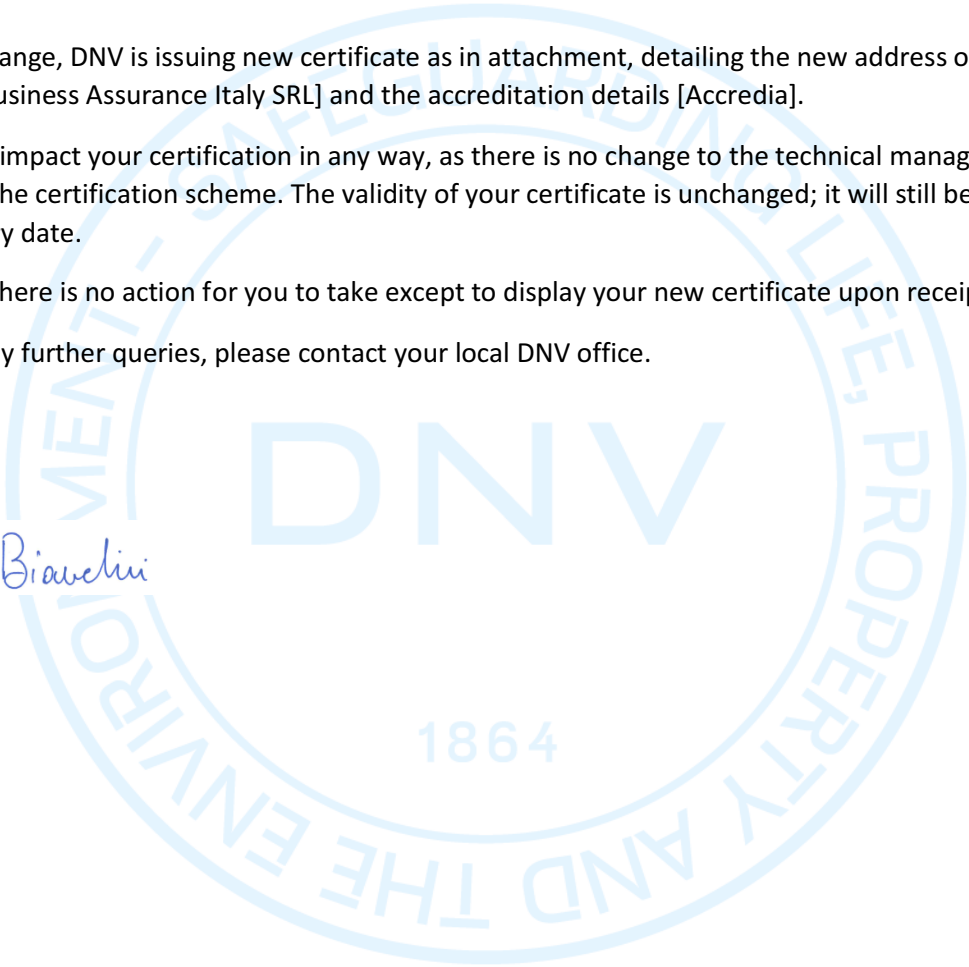 ange, DNV is issuing new certificate as in attachment, detailing the new address o
usiness Assurance Italy SRL] and the accreditation details [Accredia].
impact your certification in any way, as there is no change to the technical manag
he certification scheme. The validity of your certificate is unchanged; it will still be
y date.
here is no action for you to take except to display your new certificate upon receip
y further queries, please contact your local DNV office.
SAFEGUARDING LIFE, PROPERTY AND THE ENVIRONMENT –
DNV
1864